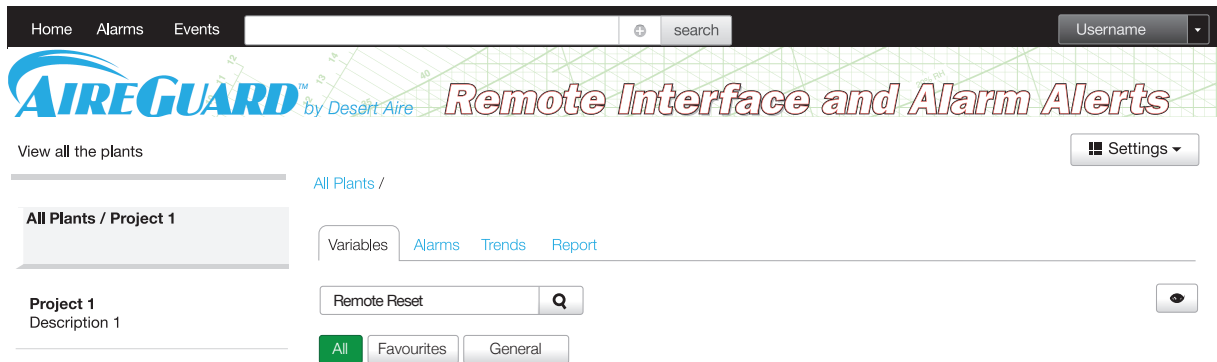 Home Alarms Events search Username
AIREGUARD™ by Desert Aire Remote Interface and Alarm Alerts
View all the plants
Settings
All Plants /
All Plants / Project 1
Variables Alarms Trends Report
Remote Reset
Project 1
Description 1
All Favourites General